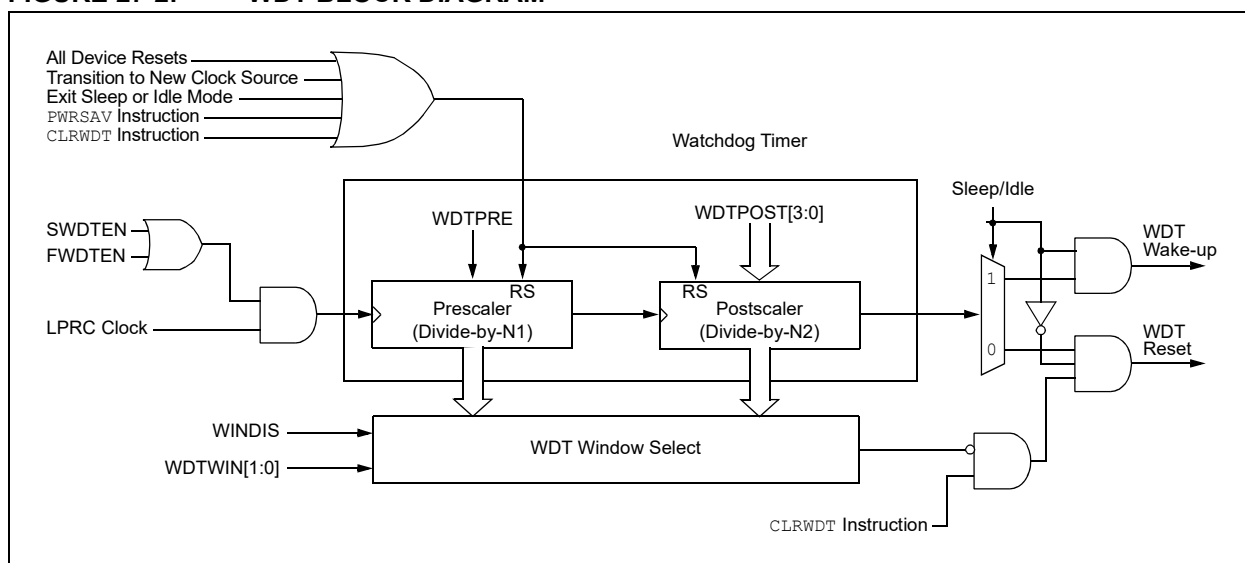 All Device Resets
Transition to New Clock Source
Exit Sleep or Idle Mode
PWRSAV Instruction
CLRWDT Instruction
Watchdog Timer
Sleep/Idle
SWDTEN
FWDTEN
WDTPRE
WDTPOST[3:0]
WDT
Wake-up
RS
RS
1
LPRC Clock
Prescaler
(Divide-by-N1)
Postscaler
(Divide-by-N2)
0
WDT
Reset
WINDIS
WDTWIN[1:0]
WDT Window Select
CLRWDT Instruction